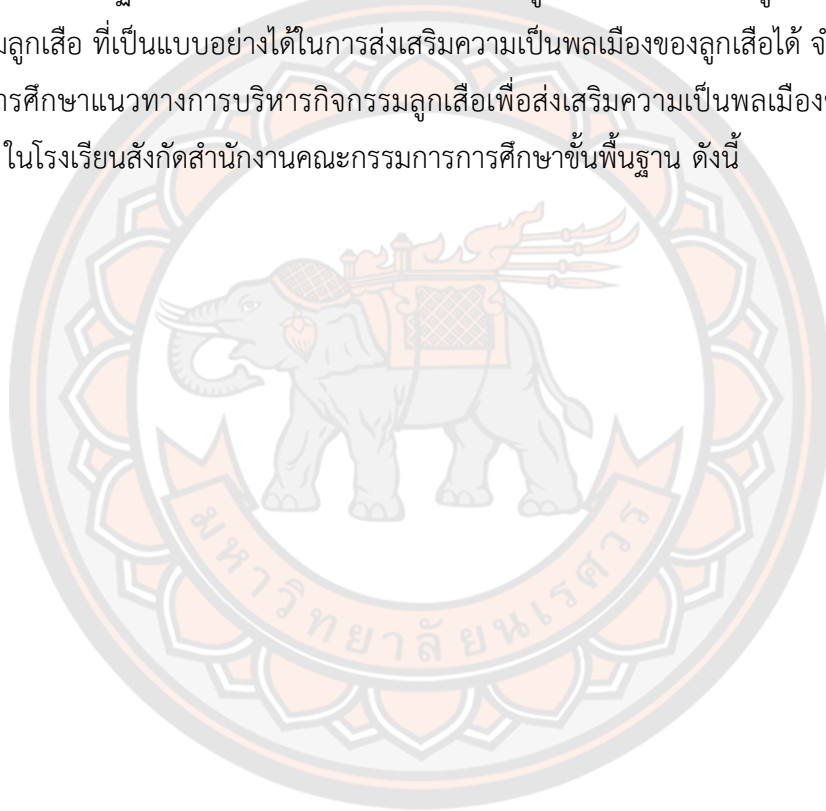 มลูกเสือ ที่เป็นแบบอย่างได้ในการส่งเสริมความเป็นพลเมืองของลูกเสือได้
การศึกษาแนวทางการบริหารกิจกรรมลูกเสือเพื่อส่งเสริมความเป็นพลเมือง
ในโรงเรียนสังกัดสำนักงานคณะกรรมการการศึกษาขั้นพื้นฐาน ดังนี้
มหาวิทยาลัยนเรศวร